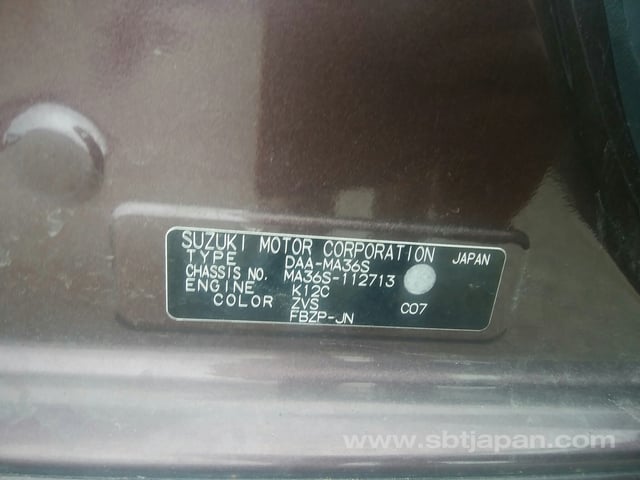 SUZUKI MOTOR CORPORATION JAPAN
TYPE DAA-MA36S
CHASSIS NO. MA36S-112713
ENGINE K12C
COLOR ZVS C07
FBZP-JN
www.sbtjapan.com